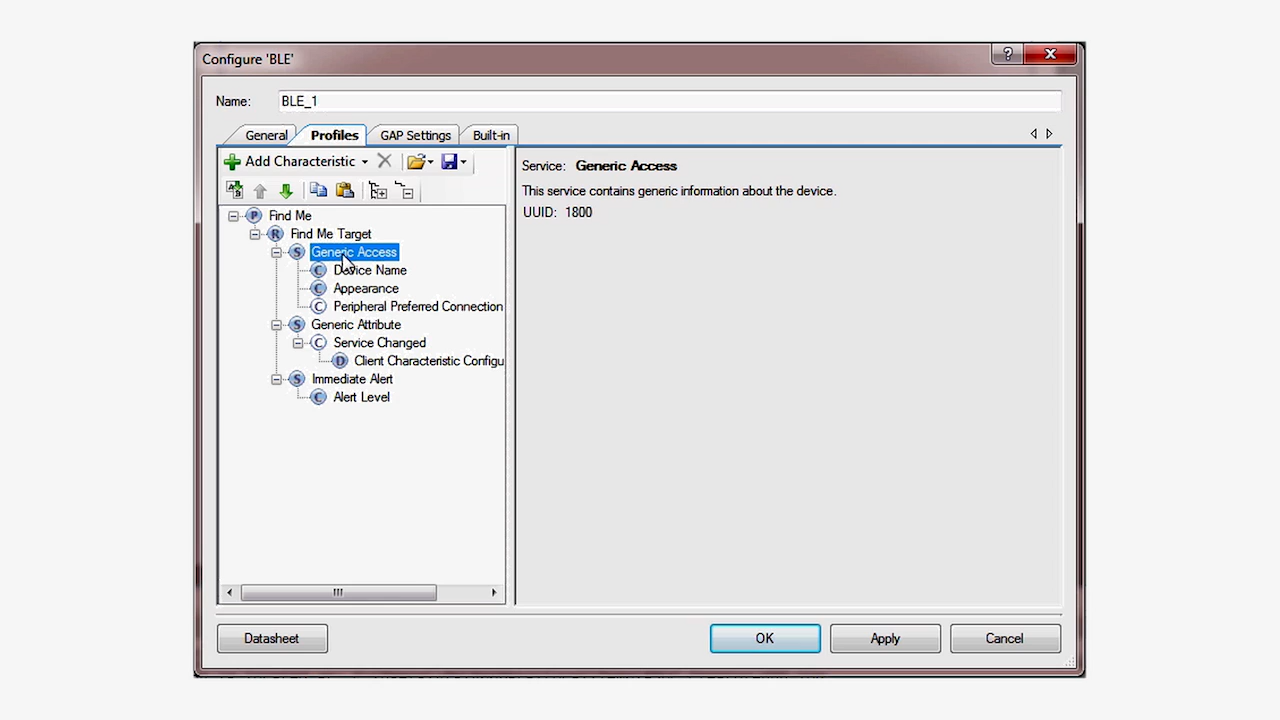 Configure 'BLE'
?
Name: BLE_1
General Profiles GAP Settings Built-in
Add Characteristic
Service: Generic Access
This service contains generic information about the device.
UUID: 1800
P Find Me
R Find Me Target
S Generic Access
C Device Name
C Appearance
C Peripheral Preferred Connection
S Generic Attribute
C Service Changed
D Client Characteristic Configu
S Immediate Alert
C Alert Level
Datasheet OK Apply Cancel